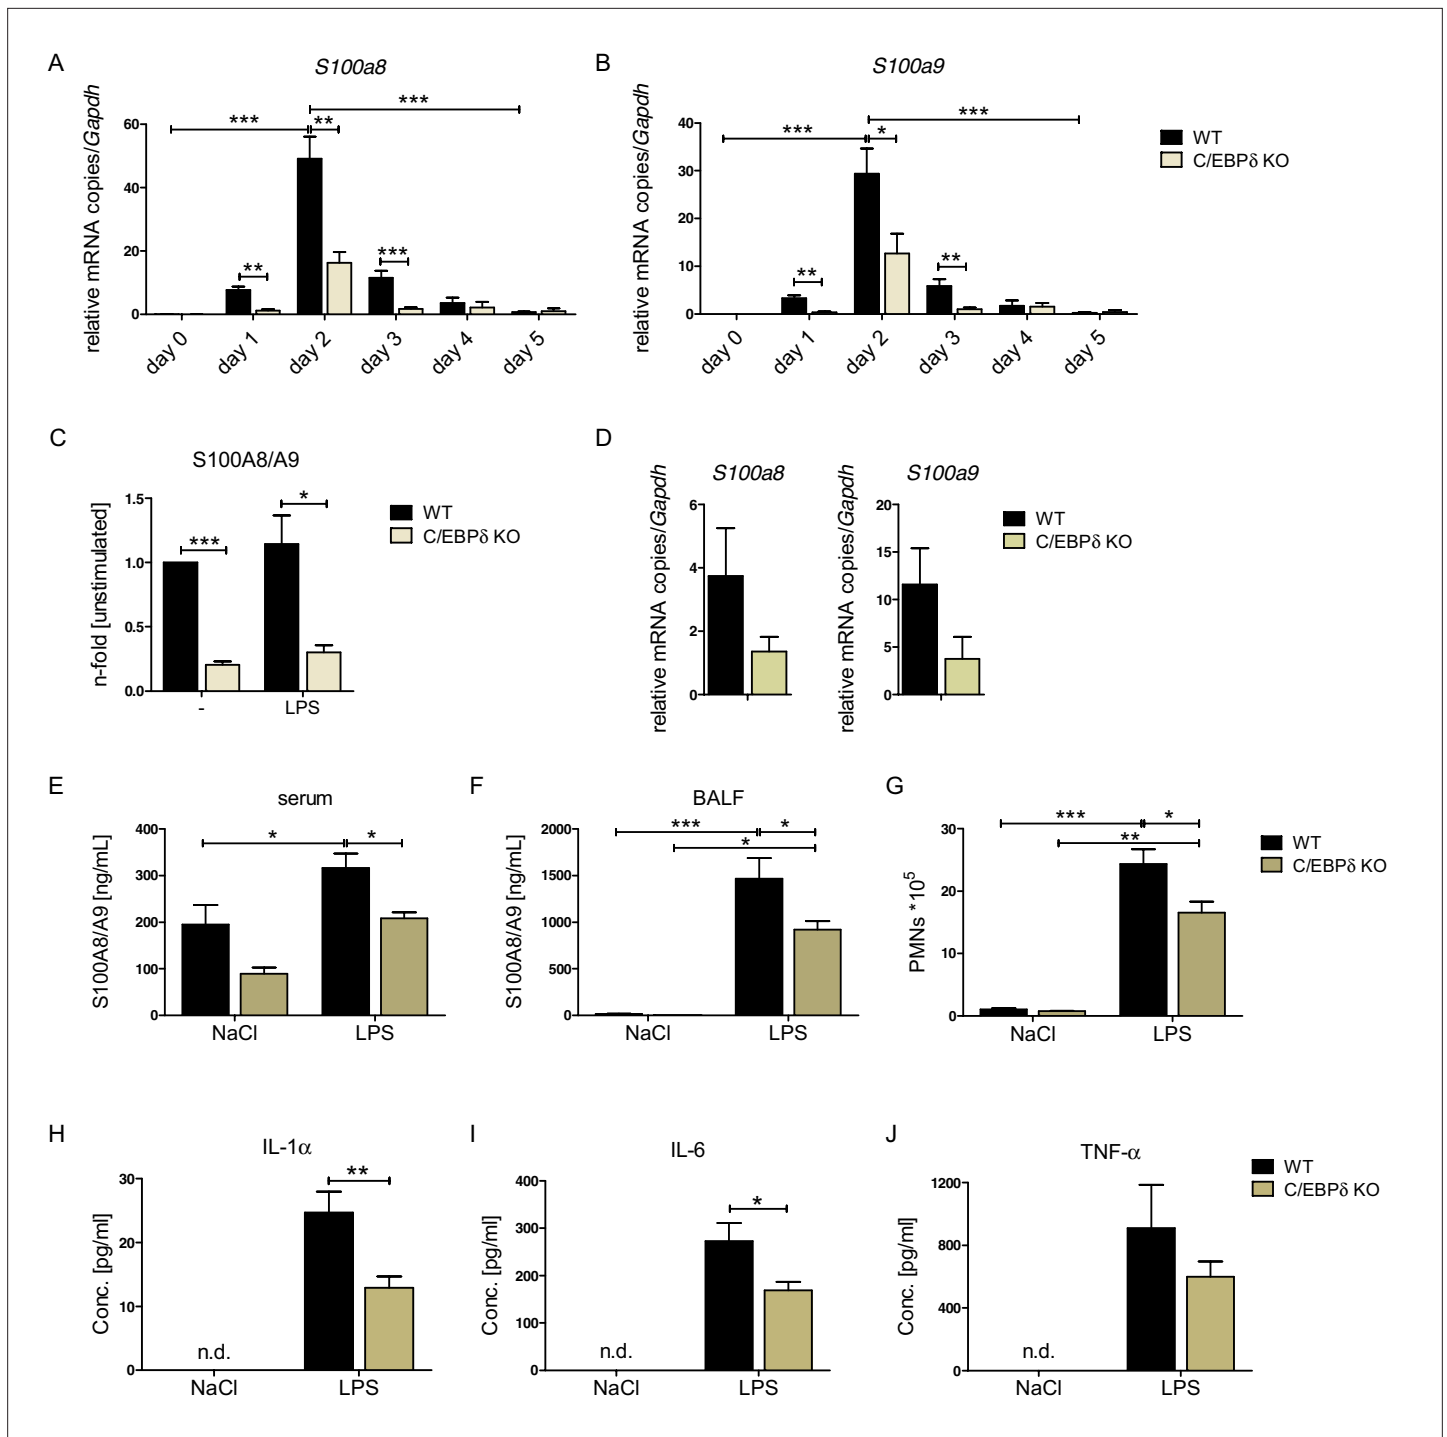 A
S100a8
relative mRNA copies/Gapdh
60
40
20
0
***
**
***
**
***
day 0
day 1
day 2
day 3
day 4
day 5
B
S100a9
relative mRNA copies/Gapdh
40
30
20
10
0
***
*
***
**
**
day 0
day 1
day 2
day 3
day 4
day 5
WT
C/EBPδ KO
C
S100A8/A9
n-fold [unstimulated]
1.5
1.0
0.5
0.0
***
*
-
LPS
WT
C/EBPδ KO
D
S100a8
relative mRNA copies/Gapdh
6
4
2
0
S100a9
relative mRNA copies/Gapdh
20
15
10
5
0
WT
C/EBPδ KO
E
serum
S100A8/A9 [ng/mL]
400
300
200
100
0
*
*
NaCl
LPS
F
BALF
S100A8/A9 [ng/mL]
2000
1500
1000
500
0
***
*
*
NaCl
LPS
G
PMNs *10⁵
30
20
10
0
***
*
**
NaCl
LPS
WT
C/EBPδ KO
H
IL-1α
Conc. [pg/ml]
30
20
10
0
**
n.d.
NaCl
LPS
I
IL-6
Conc. [pg/ml]
400
300
200
100
0
*
n.d.
NaCl
LPS
J
TNF-α
Conc. [pg/ml]
1200
800
400
0
n.d.
NaCl
LPS
WT
C/EBPδ KO